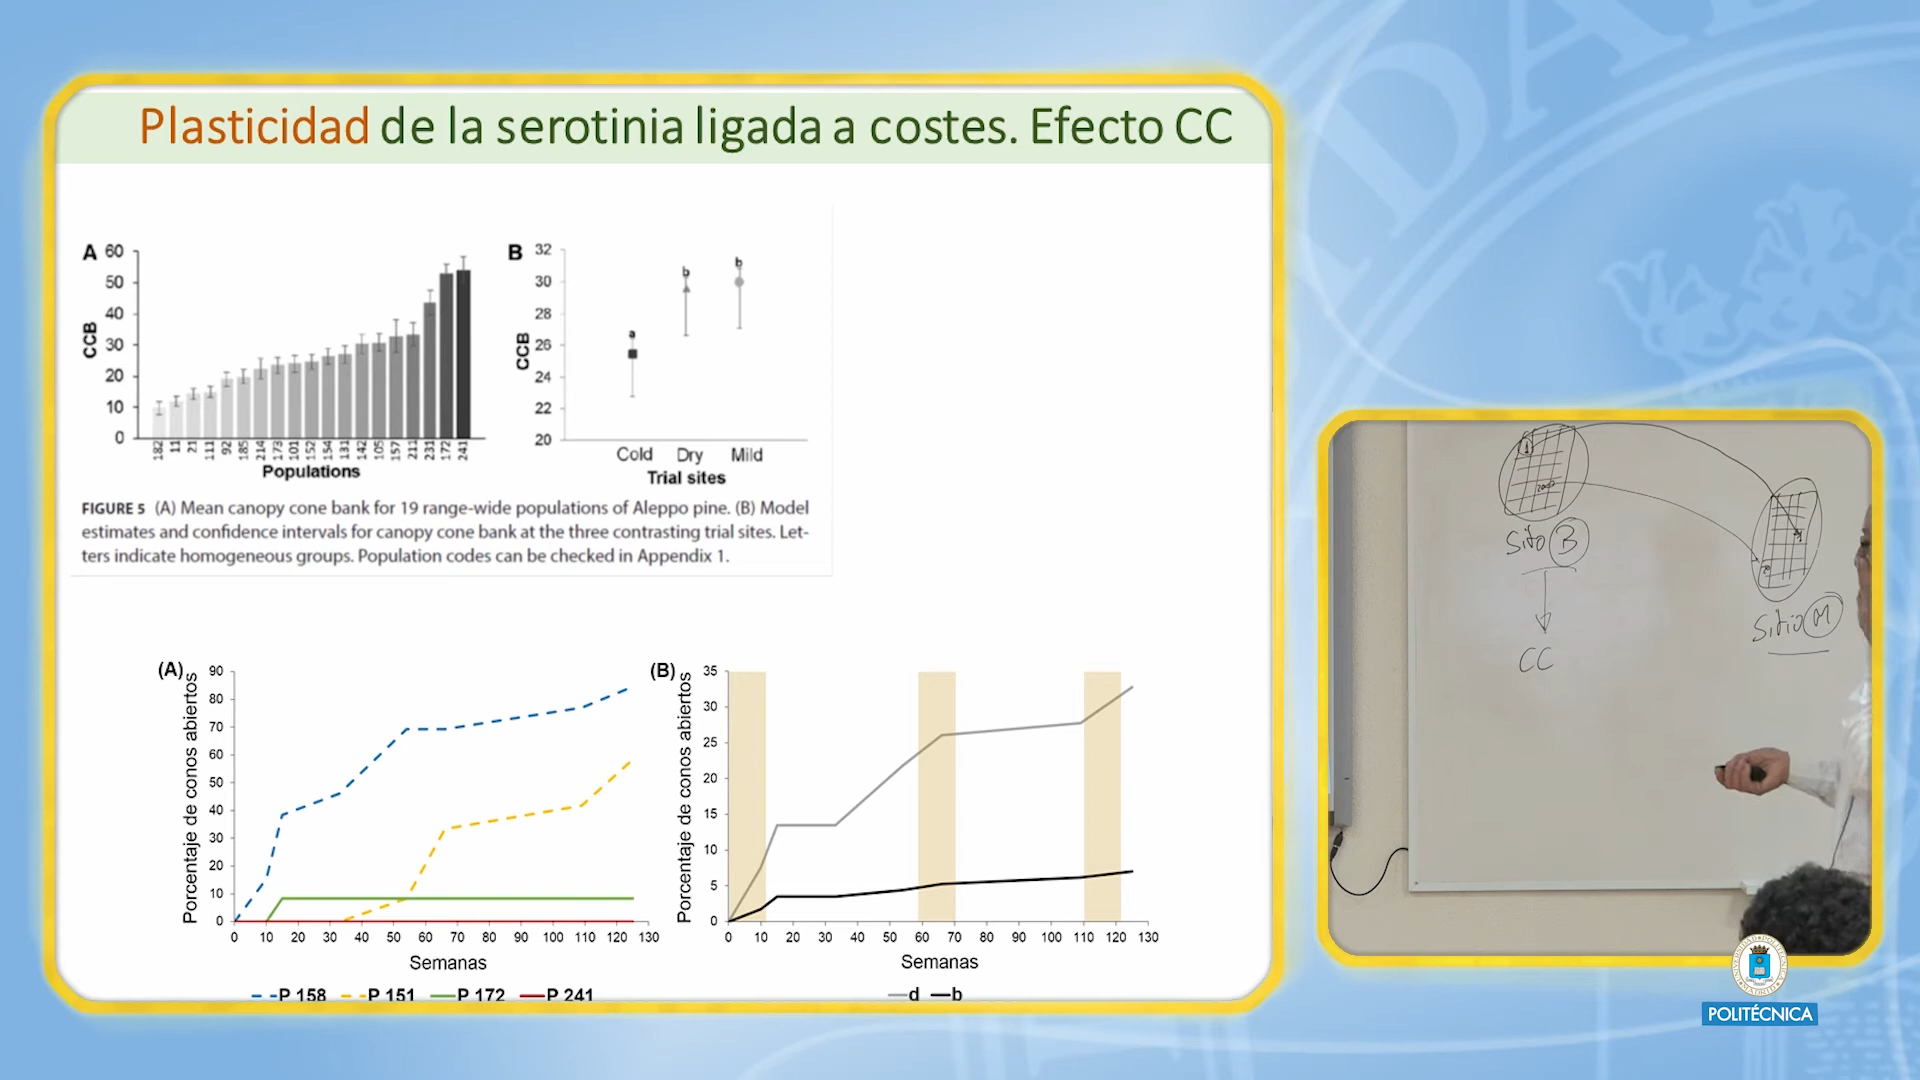 Plasticidad de la serotinia ligada a costes. Efecto CC
A
60
50
40
30
20
10
0
CCB
182 11 21 111 92 185 214 173 101 152 154 131 142 105 157 211 231 172 241
Populations
B
32
30
28
26
24
22
20
CCB
a
b
b
Cold Dry Mild
Trial sites
FIGURE 5 (A) Mean canopy cone bank for 19 range-wide populations of Aleppo pine. (B) Model
estimates and confidence intervals for canopy cone bank at the three contrasting trial sites. Let-
ters indicate homogeneous groups. Population codes can be checked in Appendix 1.
(A)
Porcentaje de conos abiertos
90
80
70
60
50
40
30
20
10
0
0 10 20 30 40 50 60 70 80 90 100 110 120 130
Semanas
P 158 P 151 P 172 P 241
(B)
Porcentaje de conos abiertos
35
30
25
20
15
10
5
0
0 10 20 30 40 50 60 70 80 90 100 110 120 130
Semanas
d b
Sitio B
CC
Sitio M
POLITÉCNICA